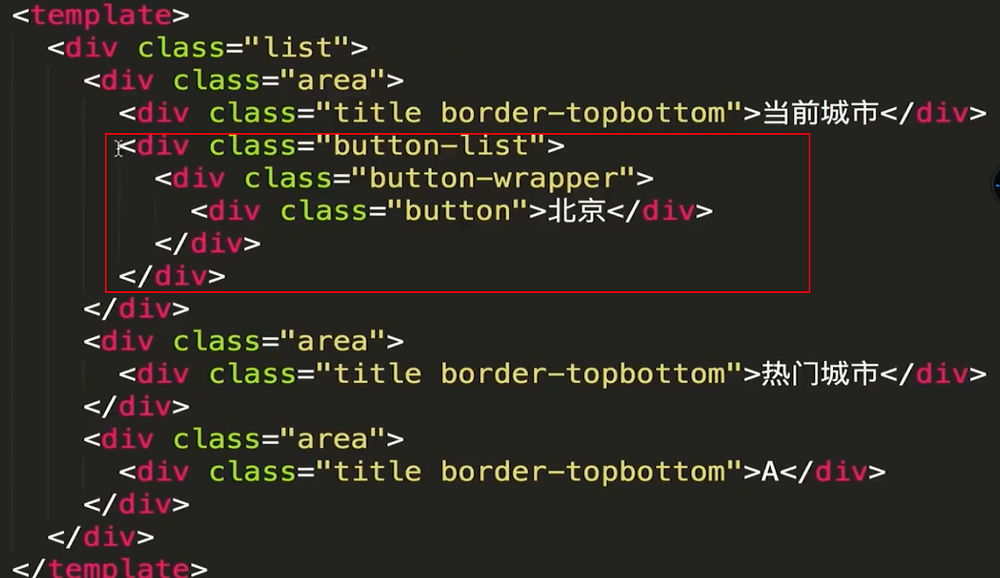 <template>
<div class="list">
<div class="area">
<div class="title border-topbottom">当前城市</div>
<div class="button-list">
<div class="button-wrapper">
<div class="button">北京</div>
</div>
</div>
</div>
<div class="area">
<div class="title border-topbottom">热门城市</div>
</div>
<div class="area">
<div class="title border-topbottom">A</div>
</div>
</div>
</template>